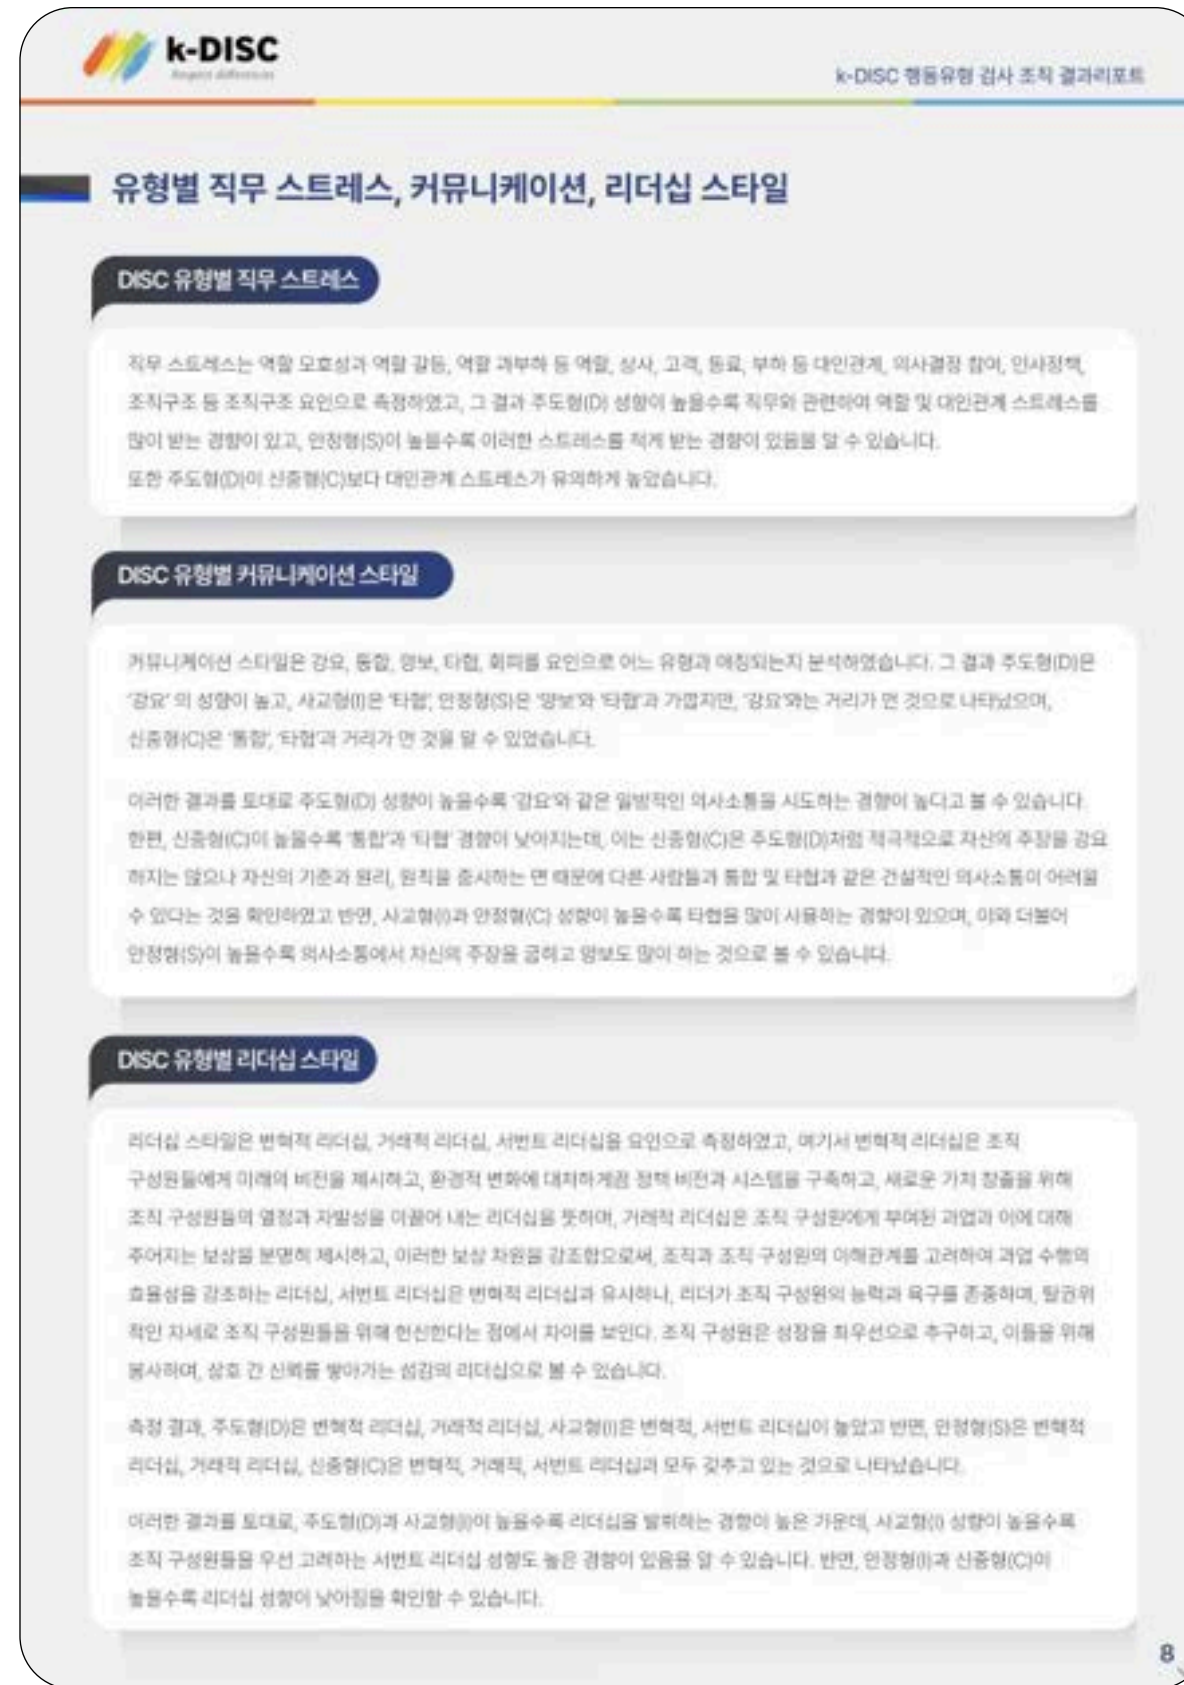 k-DISC
Respect differences
k-DISC 행동유형 검사 조직 결과리포트
유형별 직무 스트레스, 커뮤니케이션, 리더십 스타일
DISC 유형별 직무 스트레스
직무 스트레스는 역할 모호성과 역할 갈등, 역할 과부하 등 역할, 상사, 고객, 동료, 부하 등 대인관계, 의사결정 참여, 인사정책,
조직구조 등 조직구조 요인으로 측정하였고, 그 결과 주도형(D) 성향이 높을수록 직무와 관련하여 역할 및 대인관계 스트레스를
많이 받는 경향이 있고, 안정형(S)이 높을수록 이러한 스트레스를 적게 받는 경향이 있음을 알 수 있습니다.
또한 주도형(D)이 신중형(C)보다 대인관계 스트레스가 유의하게 높았습니다.
DISC 유형별 커뮤니케이션 스타일
커뮤니케이션 스타일은 강요, 통합, 양보, 타협, 회피를 요인으로 어느 유형과 매칭되는지 분석하였습니다. 그 결과 주도형(D)은
'강요' 의 성향이 높고, 사교형(I)은 '타협', 안정형(S)은 '양보'와 '타협'과 가깝지만, '강요'와는 거리가 먼 것으로 나타났으며,
신중형(C)은 '통합', '타협'과 거리가 먼 것을 알 수 있었습니다.
이러한 결과를 토대로 주도형(D) 성향이 높을수록 '강요'와 같은 일방적인 의사소통을 시도하는 경향이 높다고 볼 수 있습니다.
한편, 신중형(C)이 높을수록 '통합'과 '타협' 경향이 낮아지는데, 이는 신중형(C)은 주도형(D)처럼 적극적으로 자신의 주장을 강요
하지는 않으나 자신의 기준과 원리, 원칙을 중시하는 면 때문에 다른 사람들과 통합 및 타협과 같은 건설적인 의사소통이 어려울
수 있다는 것을 확인하였고 반면, 사교형(I)과 안정형(C) 성향이 높을수록 타협을 많이 사용하는 경향이 있으며, 이와 더불어
안정형(S)이 높을수록 의사소통에서 자신의 주장을 굽히고 양보도 많이 하는 것으로 볼 수 있습니다.
DISC 유형별 리더십 스타일
리더십 스타일은 변혁적 리더십, 거래적 리더십, 서번트 리더십을 요인으로 측정하였고, 여기서 변혁적 리더십은 조직
구성원들에게 미래의 비전을 제시하고, 환경적 변화에 대처하게끔 정책 비전과 시스템을 구축하고, 새로운 가치 창출을 위해
조직 구성원들의 열정과 자발성을 이끌어 내는 리더십을 뜻하며, 거래적 리더십은 조직 구성원에게 부여된 과업과 이에 대해
주어지는 보상을 분명히 제시하고, 이러한 보상 차원을 강조함으로써, 조직과 조직 구성원의 이해관계를 고려하여 과업 수행의
효율성을 강조하는 리더십, 서번트 리더십은 변혁적 리더십과 유사하나, 리더가 조직 구성원의 능력과 욕구를 존중하며, 탈권위
적인 자세로 조직 구성원들을 위해 헌신한다는 점에서 차이를 보인다. 조직 구성원은 성장을 최우선으로 추구하고, 이들을 위해
봉사하며, 상호 간 신뢰를 쌓아가는 섬김의 리더십으로 볼 수 있습니다.
측정 결과, 주도형(D)은 변혁적 리더십, 거래적 리더십, 사교형(I)은 변혁적, 서번트 리더십이 높았고 반면, 안정형(S)은 변혁적
리더십, 거래적 리더십, 신중형(C)은 변혁적, 거래적, 서번트 리더십과 모두 갖추고 있는 것으로 나타났습니다.
이러한 결과를 토대로, 주도형(D)과 사교형(I)이 높을수록 리더십을 발휘하는 경향이 높은 가운데, 사교형(I) 성향이 높을수록
조직 구성원들을 우선 고려하는 서번트 리더십 성향도 높은 경향이 있음을 알 수 있습니다. 반면, 안정형(I)과 신중형(C)이
높을수록 리더십 성향이 낮아짐을 확인할 수 있습니다.
8